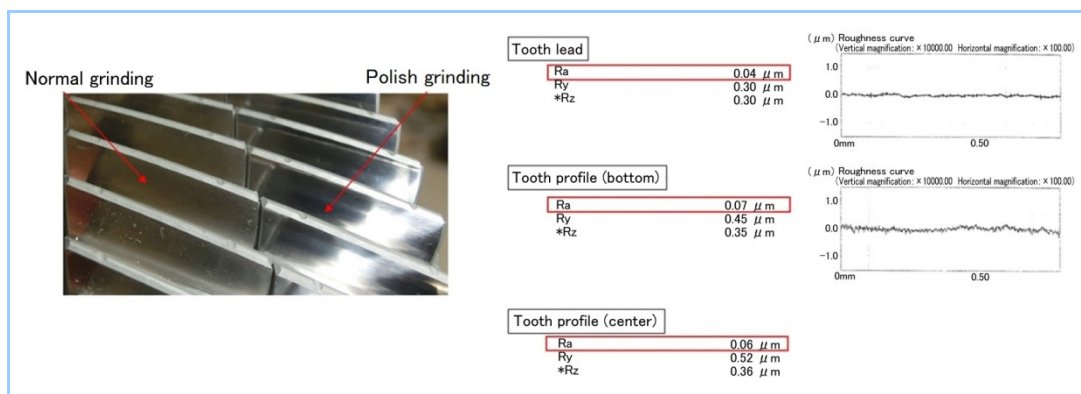 Normal grinding
Polish grinding
Tooth lead
Ra 0.04 μm
Ry 0.30 μm
*Rz 0.30 μm
(μm) Roughness curve
(Vertical magnification: ×10000.00 Horizontal magnification: ×100.00)
1.0
0.0
-1.0
0mm 0.50
Tooth profile (bottom)
Ra 0.07 μm
Ry 0.45 μm
*Rz 0.35 μm
(μm) Roughness curve
(Vertical magnification: ×10000.00 Horizontal magnification: ×100.00)
1.0
0.0
-1.0
0mm 0.50
Tooth profile (center)
Ra 0.06 μm
Ry 0.52 μm
*Rz 0.36 μm